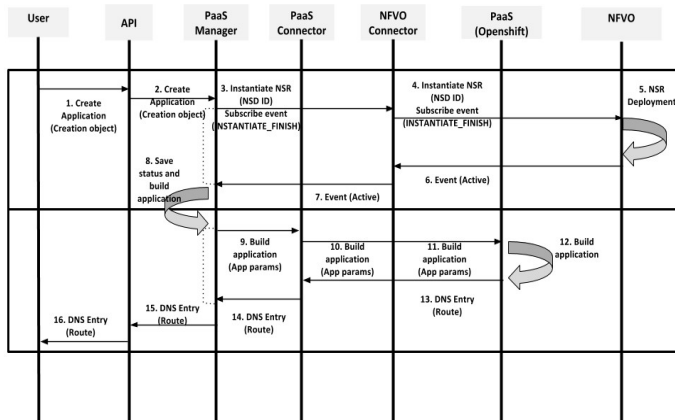 User
API
PaaS
Manager
PaaS
Connector
NFVO
Connector
PaaS
(Openshift)
NFVO
1. Create
Application
(Creation object)
2. Create
Application
(Creation object)
3. Instantiate NSR
(NSD ID)
Subscribe event
(INSTANTIATE_FINISH)
4. Instantiate NSR
(NSD ID)
Subscribe event
(INSTANTIATE_FINISH)
5. NSR
Deployment
6. Event (Active)
7. Event (Active)
8. Save
status and
build
application
9. Build
application
(App params)
10. Build
application
(App params)
11. Build
application
(App params)
12. Build
application
13. DNS Entry
(Route)
14. DNS Entry
(Route)
15. DNS Entry
(Route)
16. DNS Entry
(Route)